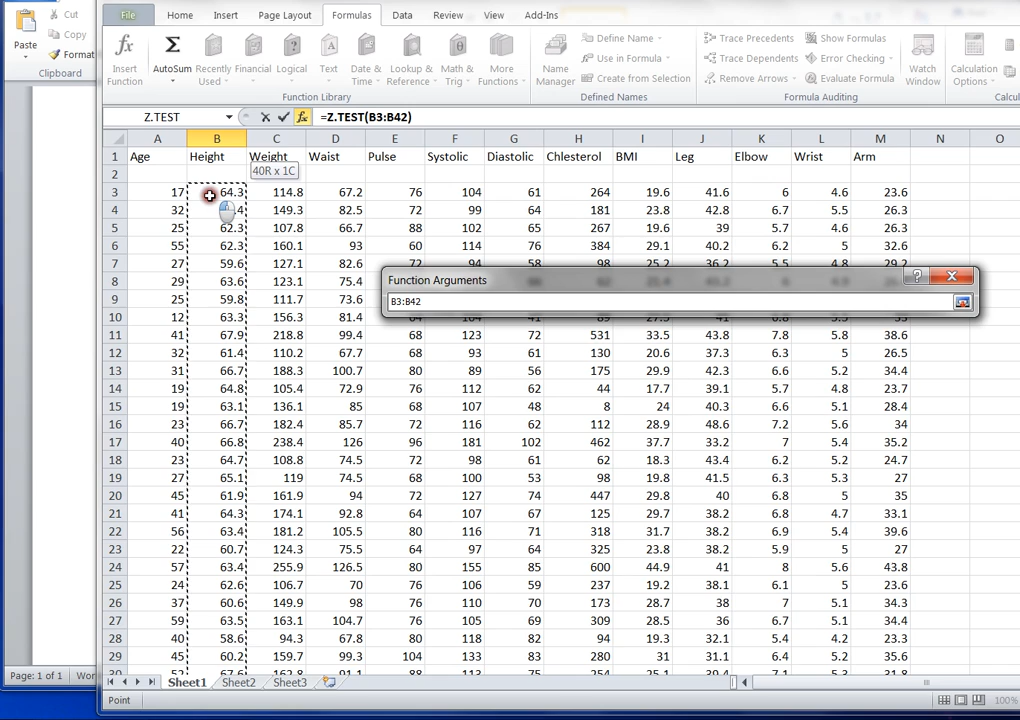 File Home Insert Page Layout Formulas Data Review View Add-Ins
Cut
Copy
Paste
Format
Clipboard
Insert Function
AutoSum
Recently Used
Financial
Logical
Text
Date & Time
Lookup & Reference
Math & Trig
More Functions
Function Library
Name Manager
Define Name
Use in Formula
Create from Selection
Defined Names
Trace Precedents
Trace Dependents
Remove Arrows
Show Formulas
Error Checking
Evaluate Formula
Formula Auditing
Watch Window
Calculation Options
Calcu
Z.TEST fx =Z.TEST(B3:B42)
A B C D E F G H I J K L M N O
1 Age Height Weight Waist Pulse Systolic Diastolic Chlesterol BMI Leg Elbow Wrist Arm
2 40R x 1C
3 17 64.3 114.8 67.2 76 104 61 264 19.6 41.6 6 4.6 23.6
4 32 .4 149.3 82.5 72 99 64 181 23.8 42.8 6.7 5.5 26.3
5 25 62.3 107.8 66.7 88 102 65 267 19.6 39 5.7 4.6 26.3
6 55 62.3 160.1 93 60 114 76 384 29.1 40.2 6.2 5 32.6
7 27 59.6 127.1 82.6 72 94 58 98 25.2 36.2 5.5 4.8 29.2
Function Arguments
8 29 63.6 123.1 75.4
9 25 59.8 111.7 73.6
B3:B42
10 12 63.3 156.3 81.4
11 41 67.9 218.8 99.4 68 123 72 531 33.5 43.8 7.8 5.8 38.6
12 32 61.4 110.2 67.7 68 93 61 130 20.6 37.3 6.3 5 26.5
13 31 66.7 188.3 100.7 80 89 56 175 29.9 42.3 6.6 5.2 34.4
14 19 64.8 105.4 72.9 76 112 62 44 17.7 39.1 5.7 4.8 23.7
15 19 63.1 136.1 85 68 107 48 8 24 40.3 6.6 5.1 28.4
16 23 66.7 182.4 85.7 72 116 62 112 28.9 48.6 7.2 5.6 34
17 40 66.8 238.4 126 96 181 102 462 37.7 33.2 7 5.4 35.2
18 23 64.7 108.8 74.5 72 98 61 62 18.3 43.4 6.2 5.2 24.7
19 27 65.1 119 74.5 68 100 53 98 19.8 41.5 6.3 5.3 27
20 45 61.9 161.9 94 72 127 74 447 29.8 40 6.8 5 35
21 41 64.3 174.1 92.8 64 107 67 125 29.7 38.2 6.8 4.7 33.1
22 56 63.4 181.2 105.5 80 116 71 318 31.7 38.2 6.9 5.4 39.6
23 22 60.7 124.3 75.5 64 97 64 325 23.8 38.2 5.9 5 27
24 57 63.4 255.9 126.5 80 155 85 600 44.9 41 8 5.6 43.8
25 24 62.6 106.7 70 76 106 59 237 19.2 38.1 6.1 5 23.6
26 37 60.6 149.9 98 76 110 70 173 28.7 38 7 5.1 34.3
27 59 63.5 163.1 104.7 76 105 69 309 28.5 36 6.7 5.1 34.4
28 40 58.6 94.3 67.8 80 118 82 94 19.3 32.1 5.4 4.2 23.3
29 45 60.2 159.7 99.3 104 133 83 280 31 31.1 6.4 5.2 35.6
Page: 1 of 1 Wor
Sheet1 Sheet2 Sheet3
Point 100%